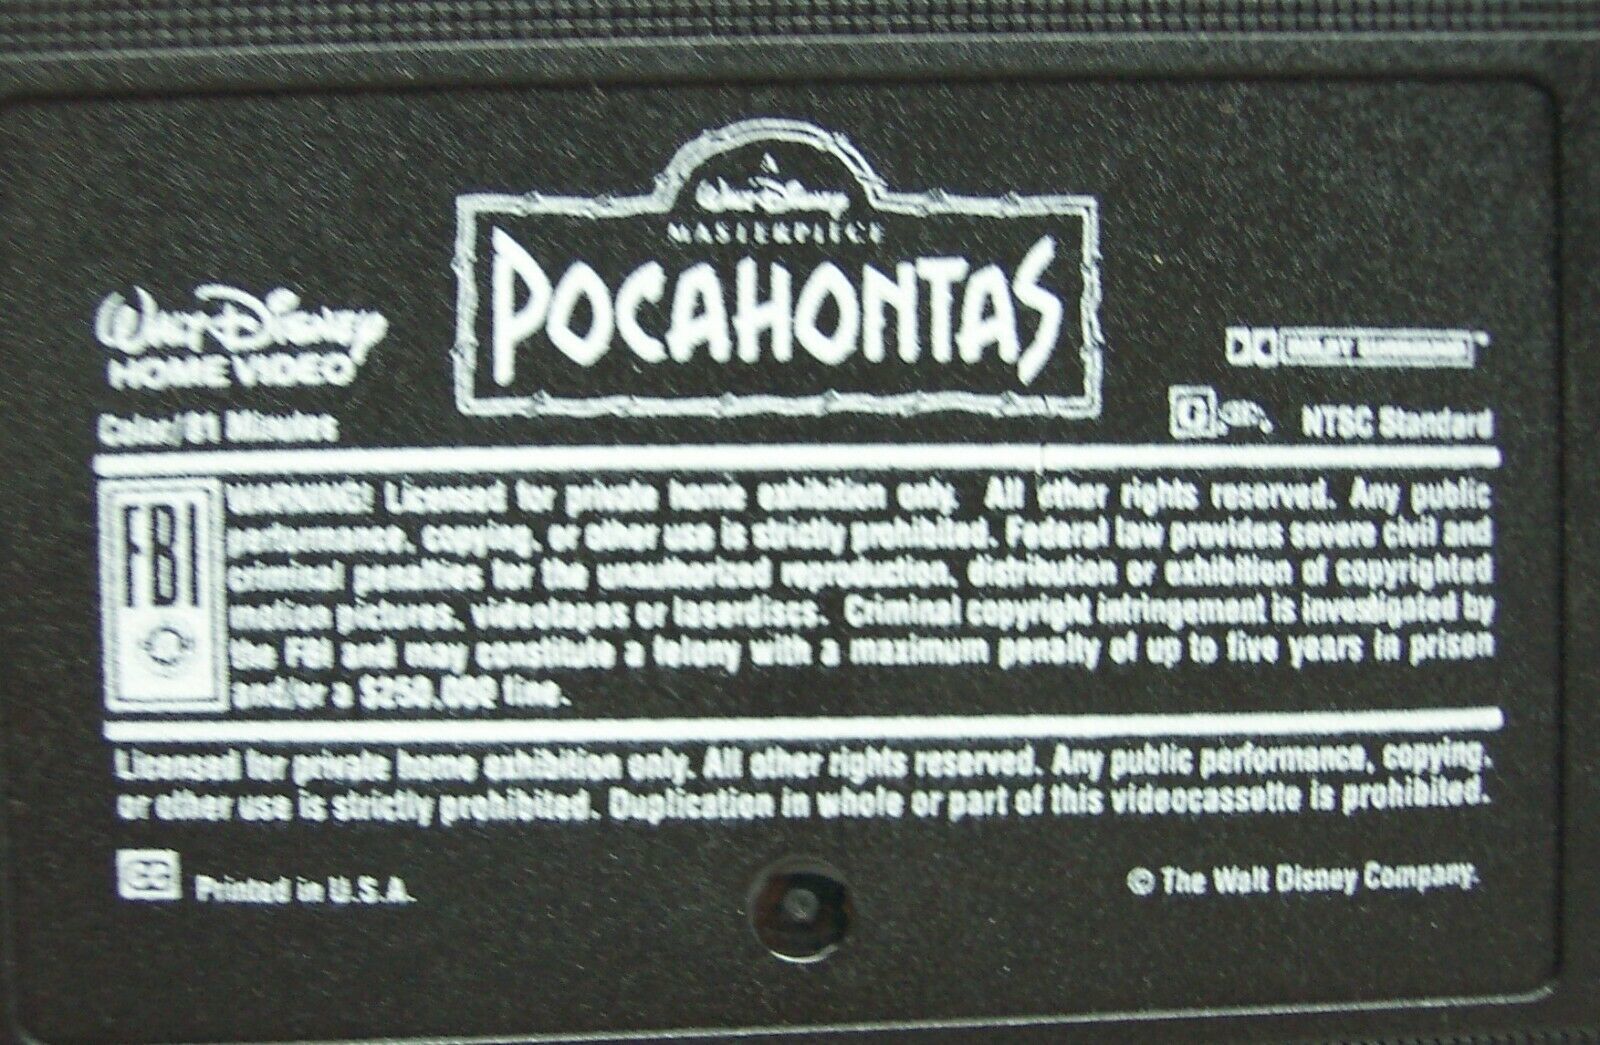 A
Walt Disney
MASTERPIECE
POCAHONTAS
Walt Disney
HOME VIDEO
DOLBY SURROUND
Color/81 Minutes
G
NTSC Standard
FBI
WARNING! Licensed for private home exhibition only. All other rights reserved. Any public
performance, copying, or other use is strictly prohibited. Federal law provides severe civil and
criminal penalties for the unauthorized reproduction, distribution or exhibition of copyrighted
motion pictures, videotapes or laserdiscs. Criminal copyright infringement is investigated by
the FBI and may constitute a felony with a maximum penalty of up to five years in prison
and/or a $250,000 fine.
Licensed for private home exhibition only. All other rights reserved. Any public performance, copying,
or other use is strictly prohibited. Duplication in whole or part of this videocassette is prohibited.
CC Printed in U.S.A.
© The Walt Disney Company.